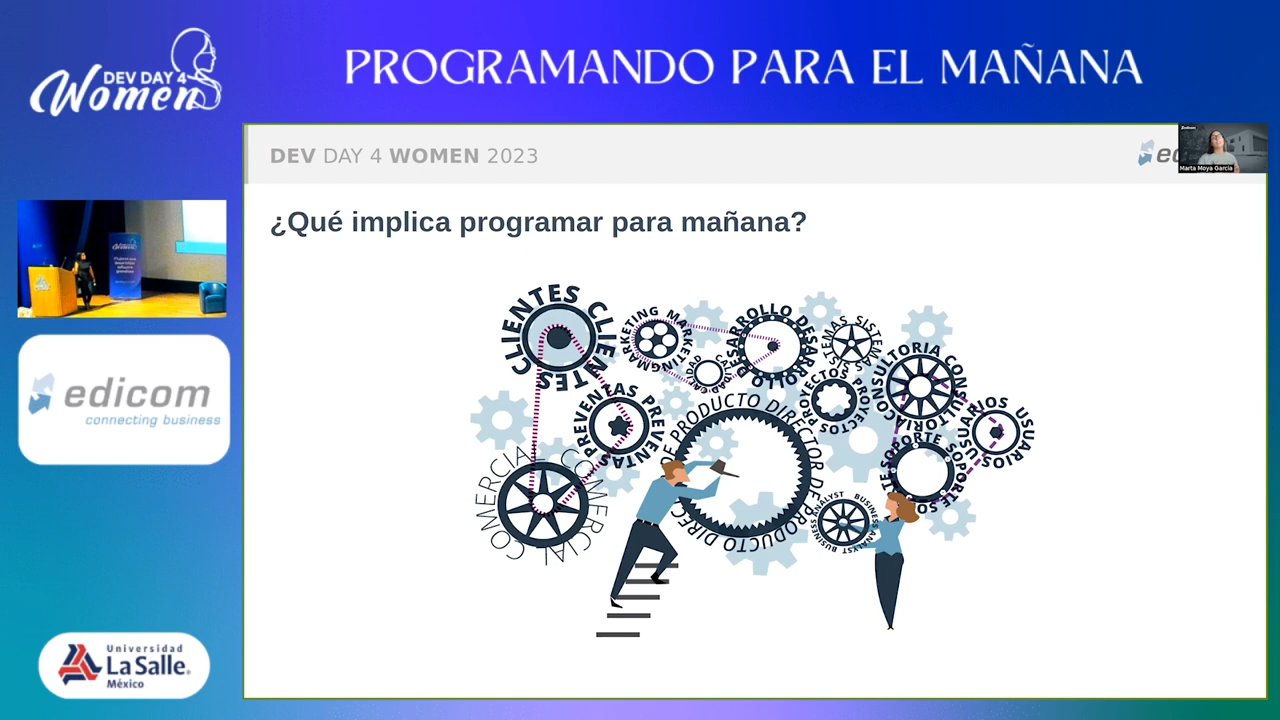 DEV DAY 4
Women
PROGRAMANDO PARA EL MAÑANA
DEV DAY 4 WOMEN 2023
Marta Moya García
¿Qué implica programar para mañana?
CLIENTES CLIENTES
MARKETING MARKETING
CALIDAD CALIDAD
DESARROLLO DESARROLLO
SISTEMAS SISTEMAS
PROYECTOS PROYECTOS
CONSULTORIA CONSULTORIA
USUARIOS USUARIOS
PREVENTAS PREVENTAS
DIRECTOR DE PRODUCTO DIRECTOR DE PRODUCTO
SOPORTE SOPORTE
COMERCIAL COMERCIAL
BUSINESS ANALYST BUSINESS ANALYST
edicom
connecting business
Universidad
La Salle®
México